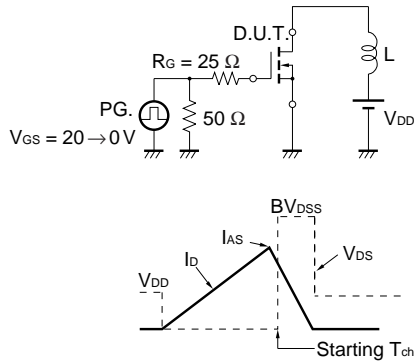 D.U.T.
RG = 25 Ω
L
PG.
50 Ω
VDD
VGS = 20 → 0 V
BVDSS
IAS
ID
VDS
VDD
Starting Tch